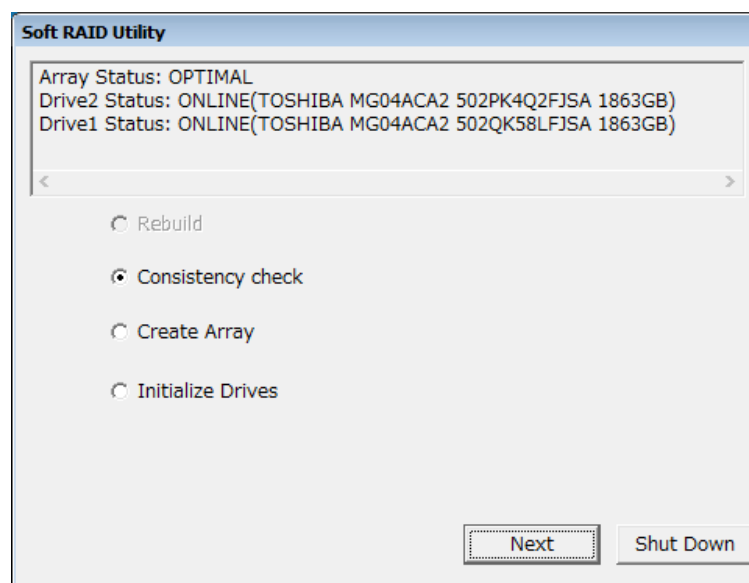 Soft RAID Utility
Array Status: OPTIMAL
Drive2 Status: ONLINE(TOSHIBA MG04ACA2 502PK4Q2FJSA 1863GB)
Drive1 Status: ONLINE(TOSHIBA MG04ACA2 502QK58LFJSA 1863GB)
Rebuild
Consistency check
Create Array
Initialize Drives
Next
Shut Down